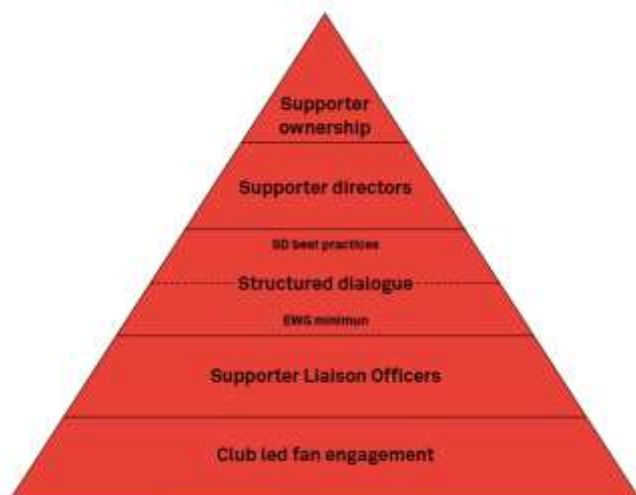 Supporter
ownership
Supporter directors
SD best practices
Structured dialogue
EWG minimun
Supporter Liaison Officers
Club led fan engagement